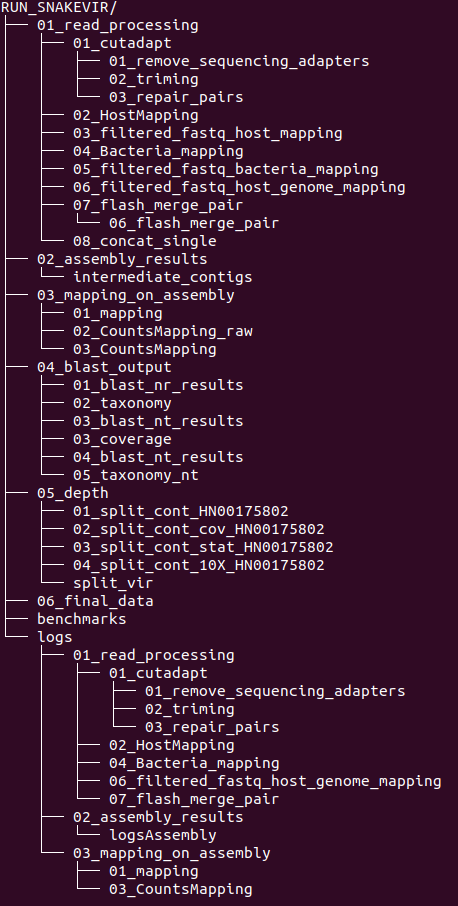 RUN_SNAKEVIR/
├── 01_read_processing
│   ├── 01_cutadapt
│   │   ├── 01_remove_sequencing_adapters
│   │   ├── 02_triming
│   │   └── 03_repair_pairs
│   ├── 02_HostMapping
│   ├── 03_filtered_fastq_host_mapping
│   ├── 04_Bacteria_mapping
│   ├── 05_filtered_fastq_bacteria_mapping
│   ├── 06_filtered_fastq_host_genome_mapping
│   ├── 07_flash_merge_pair
│   │   └── 06_flash_merge_pair
│   └── 08_concat_single
├── 02_assembly_results
│   └── intermediate_contigs
├── 03_mapping_on_assembly
│   ├── 01_mapping
│   ├── 02_CountsMapping_raw
│   └── 03_CountsMapping
├── 04_blast_output
│   ├── 01_blast_nr_results
│   ├── 02_taxonomy
│   ├── 03_blast_nt_results
│   ├── 03_coverage
│   ├── 04_blast_nt_results
│   └── 05_taxonomy_nt
├── 05_depth
│   ├── 01_split_cont_HN00175802
│   ├── 02_split_cont_cov_HN00175802
│   ├── 03_split_cont_stat_HN00175802
│   ├── 04_split_cont_10X_HN00175802
│   └── split_vir
├── 06_final_data
├── benchmarks
└── logs
    ├── 01_read_processing
    │   ├── 01_cutadapt
    │   │   ├── 01_remove_sequencing_adapters
    │   │   ├── 02_triming
    │   │   └── 03_repair_pairs
    │   ├── 02_HostMapping
    │   ├── 04_Bacteria_mapping
    │   ├── 06_filtered_fastq_host_genome_mapping
    │   └── 07_flash_merge_pair
    ├── 02_assembly_results
    │   └── logsAssembly
    └── 03_mapping_on_assembly
        ├── 01_mapping
        └── 03_CountsMapping